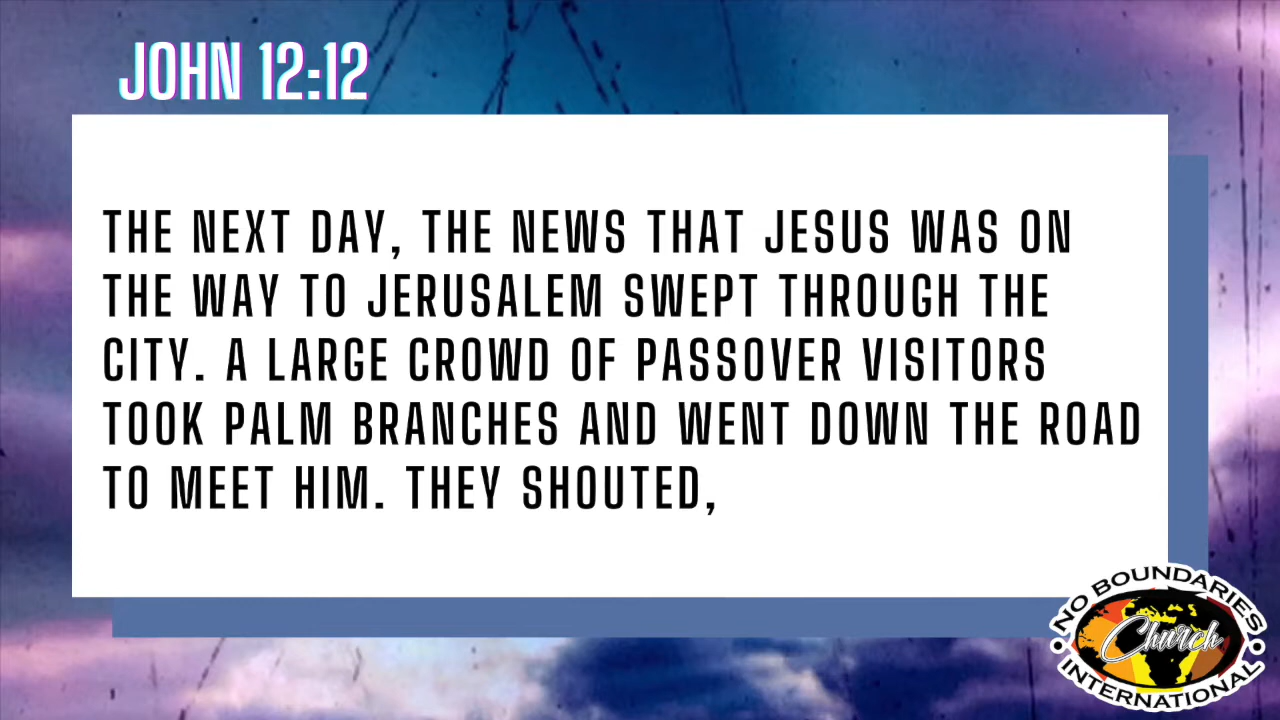 JOHN 12:12
THE NEXT DAY, THE NEWS THAT JESUS WAS ON
THE WAY TO JERUSALEM SWEPT THROUGH THE
CITY. A LARGE CROWD OF PASSOVER VISITORS
TOOK PALM BRANCHES AND WENT DOWN THE ROAD
TO MEET HIM. THEY SHOUTED,
NO BOUNDARIES
Church
INTERNATIONAL